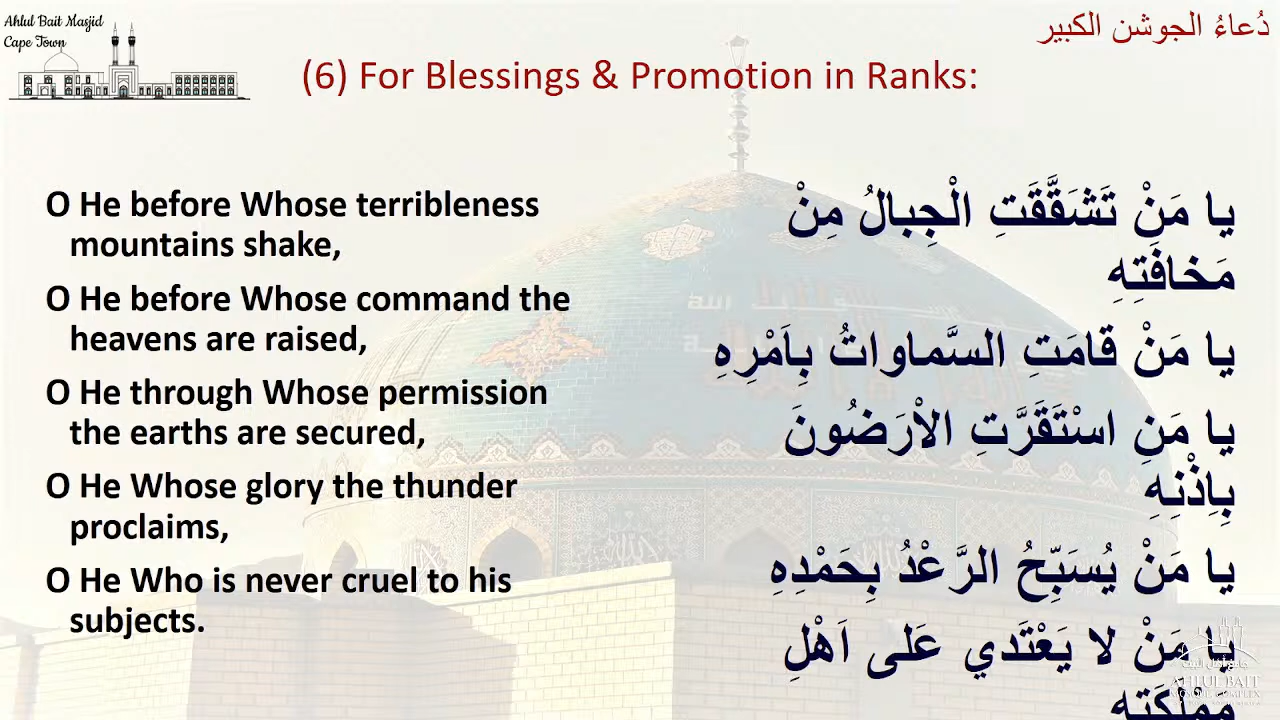 Ahlul Bait Masjid
Cape Town
دُعاءُ الجوشن الكبير
(6) For Blessings & Promotion in Ranks:
O He before Whose terribleness
mountains shake,
O He before Whose command the
heavens are raised,
O He through Whose permission
the earths are secured,
O He Whose glory the thunder
proclaims,
O He Who is never cruel to his
subjects.
يا مَنْ تَشَقَّقَتِ الْجِبالُ مِنْ
مَخافَتِهِ
يا مَنْ قامَتِ السَّماواتُ بِاَمْرِهِ
يا مَنِ اسْتَقَرَّتِ الاْرَضُونَ
بِاِذْنِهِ
يا مَنْ يُسَبِّحُ الرَّعْدُ بِحَمْدِهِ
يا مَنْ لا يَعْتَدي عَلى اَهْلِ
مَمْلَكَتِهِ
AHLUL BAIT